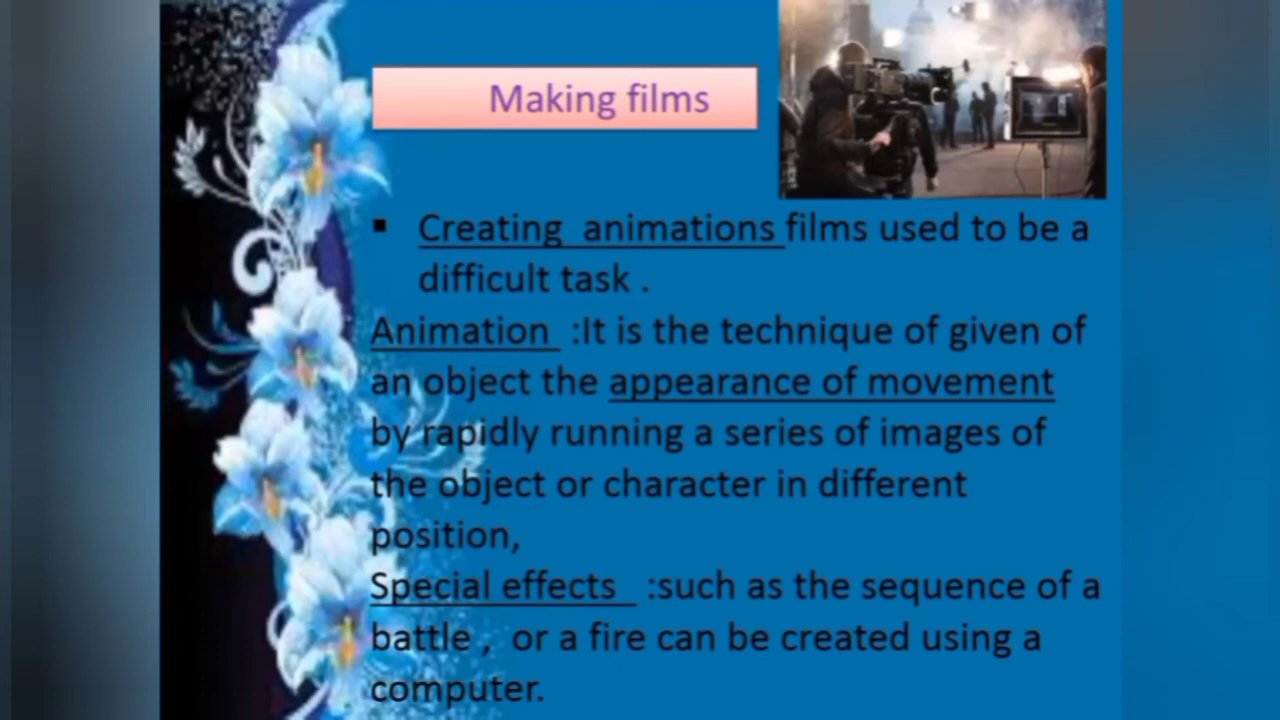 Making films
▪ Creating animations films used to be a
difficult task .
Animation :It is the technique of given of
an object the appearance of movement
by rapidly running a series of images of
the object or character in different
position,
Special effects :such as the sequence of a
battle , or a fire can be created using a
computer.